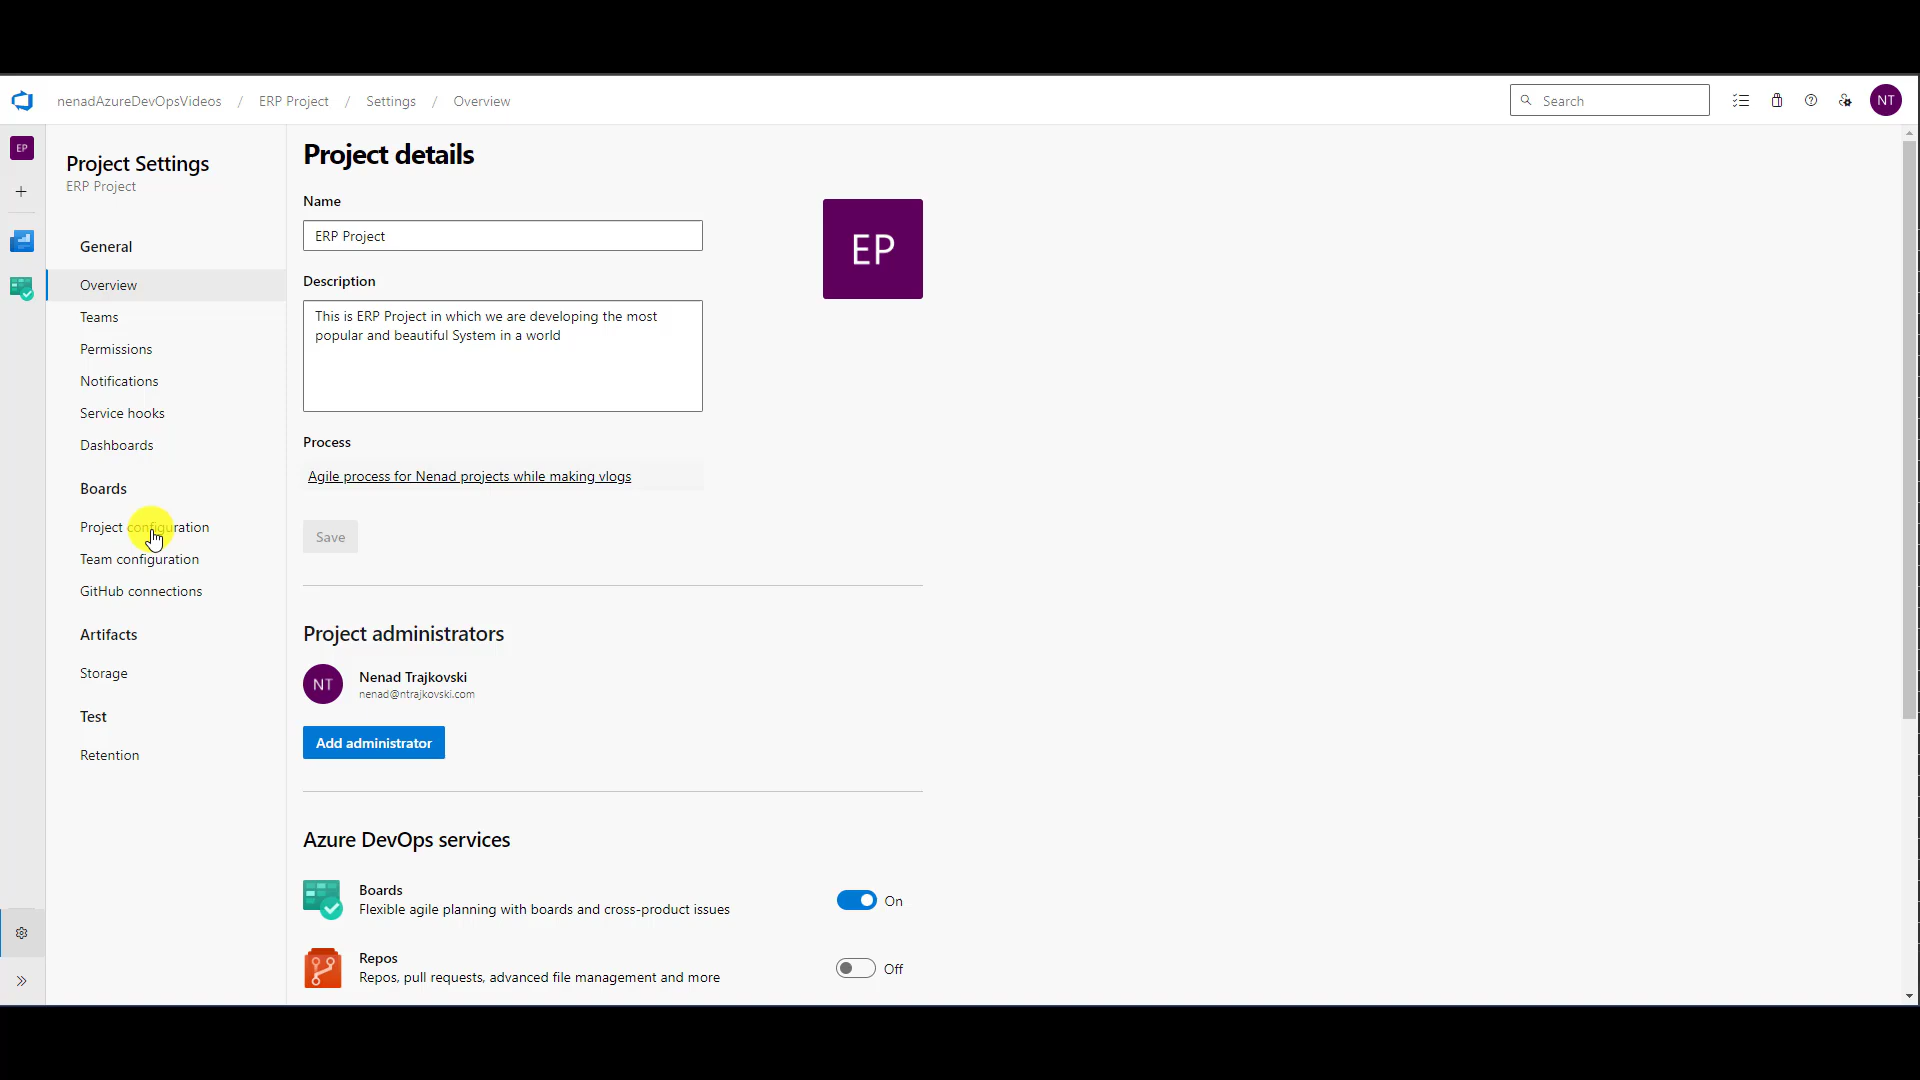 nenadAzureDevOpsVideos / ERP Project / Settings / Overview
Search
NT
EP
Project Settings
ERP Project
General
Overview
Teams
Permissions
Notifications
Service hooks
Dashboards
Boards
Project configuration
Team configuration
GitHub connections
Artifacts
Storage
Test
Retention
Project details
Name
ERP Project
EP
Description
This is ERP Project in which we are developing the most
popular and beautiful System in a world
Process
Agile process for Nenad projects while making vlogs
Save
Project administrators
NT
Nenad Trajkovski
nenad@ntrajkovski.com
Add administrator
Azure DevOps services
Boards
Flexible agile planning with boards and cross-product issues
On
Repos
Repos, pull requests, advanced file management and more
Off